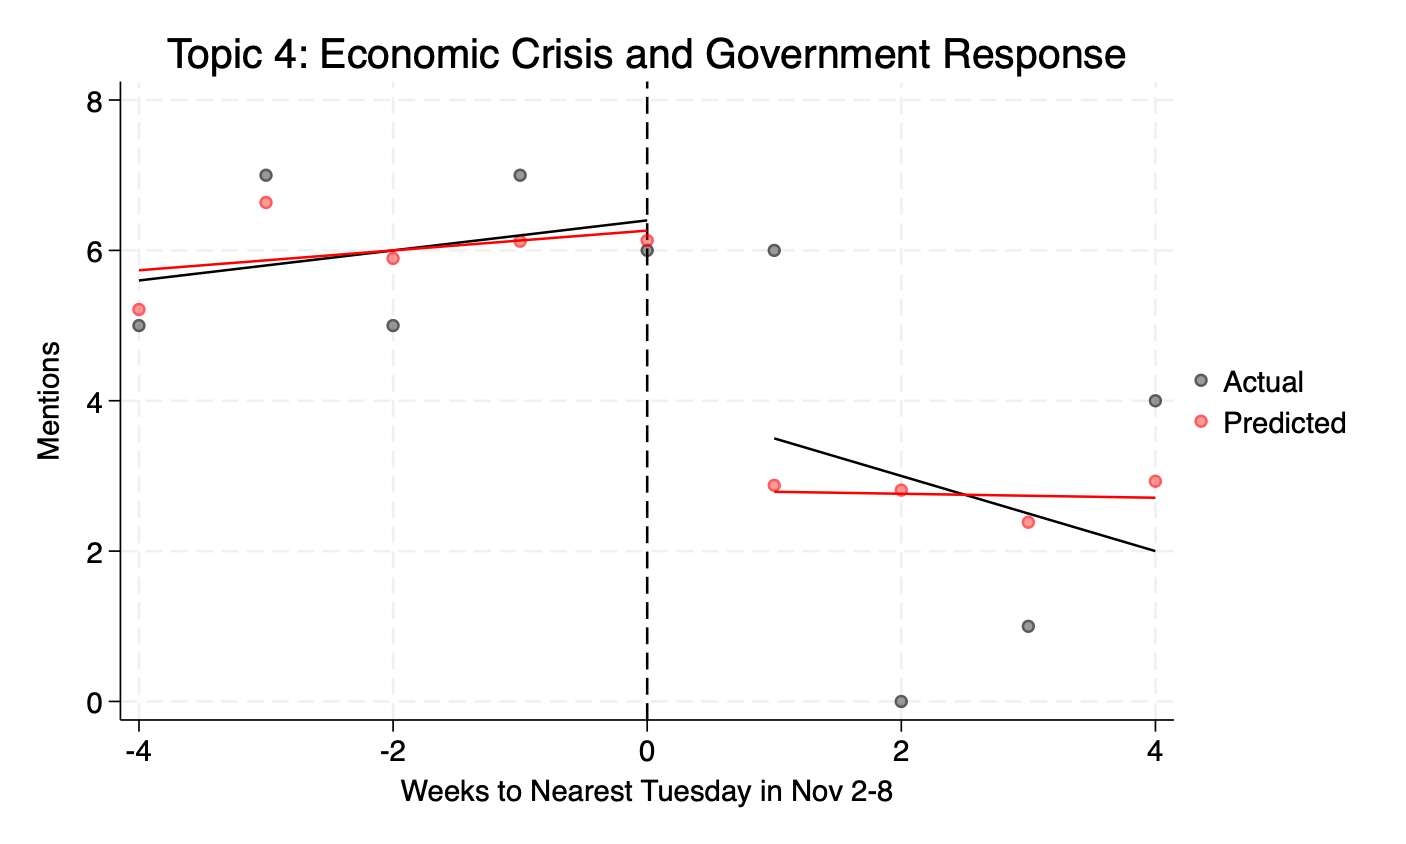 Topic 4: Economic Crisis and Government Response
8
6
4
2
0
Mentions
-4
-2
0
2
4
Weeks to Nearest Tuesday in Nov 2-8
Actual
Predicted